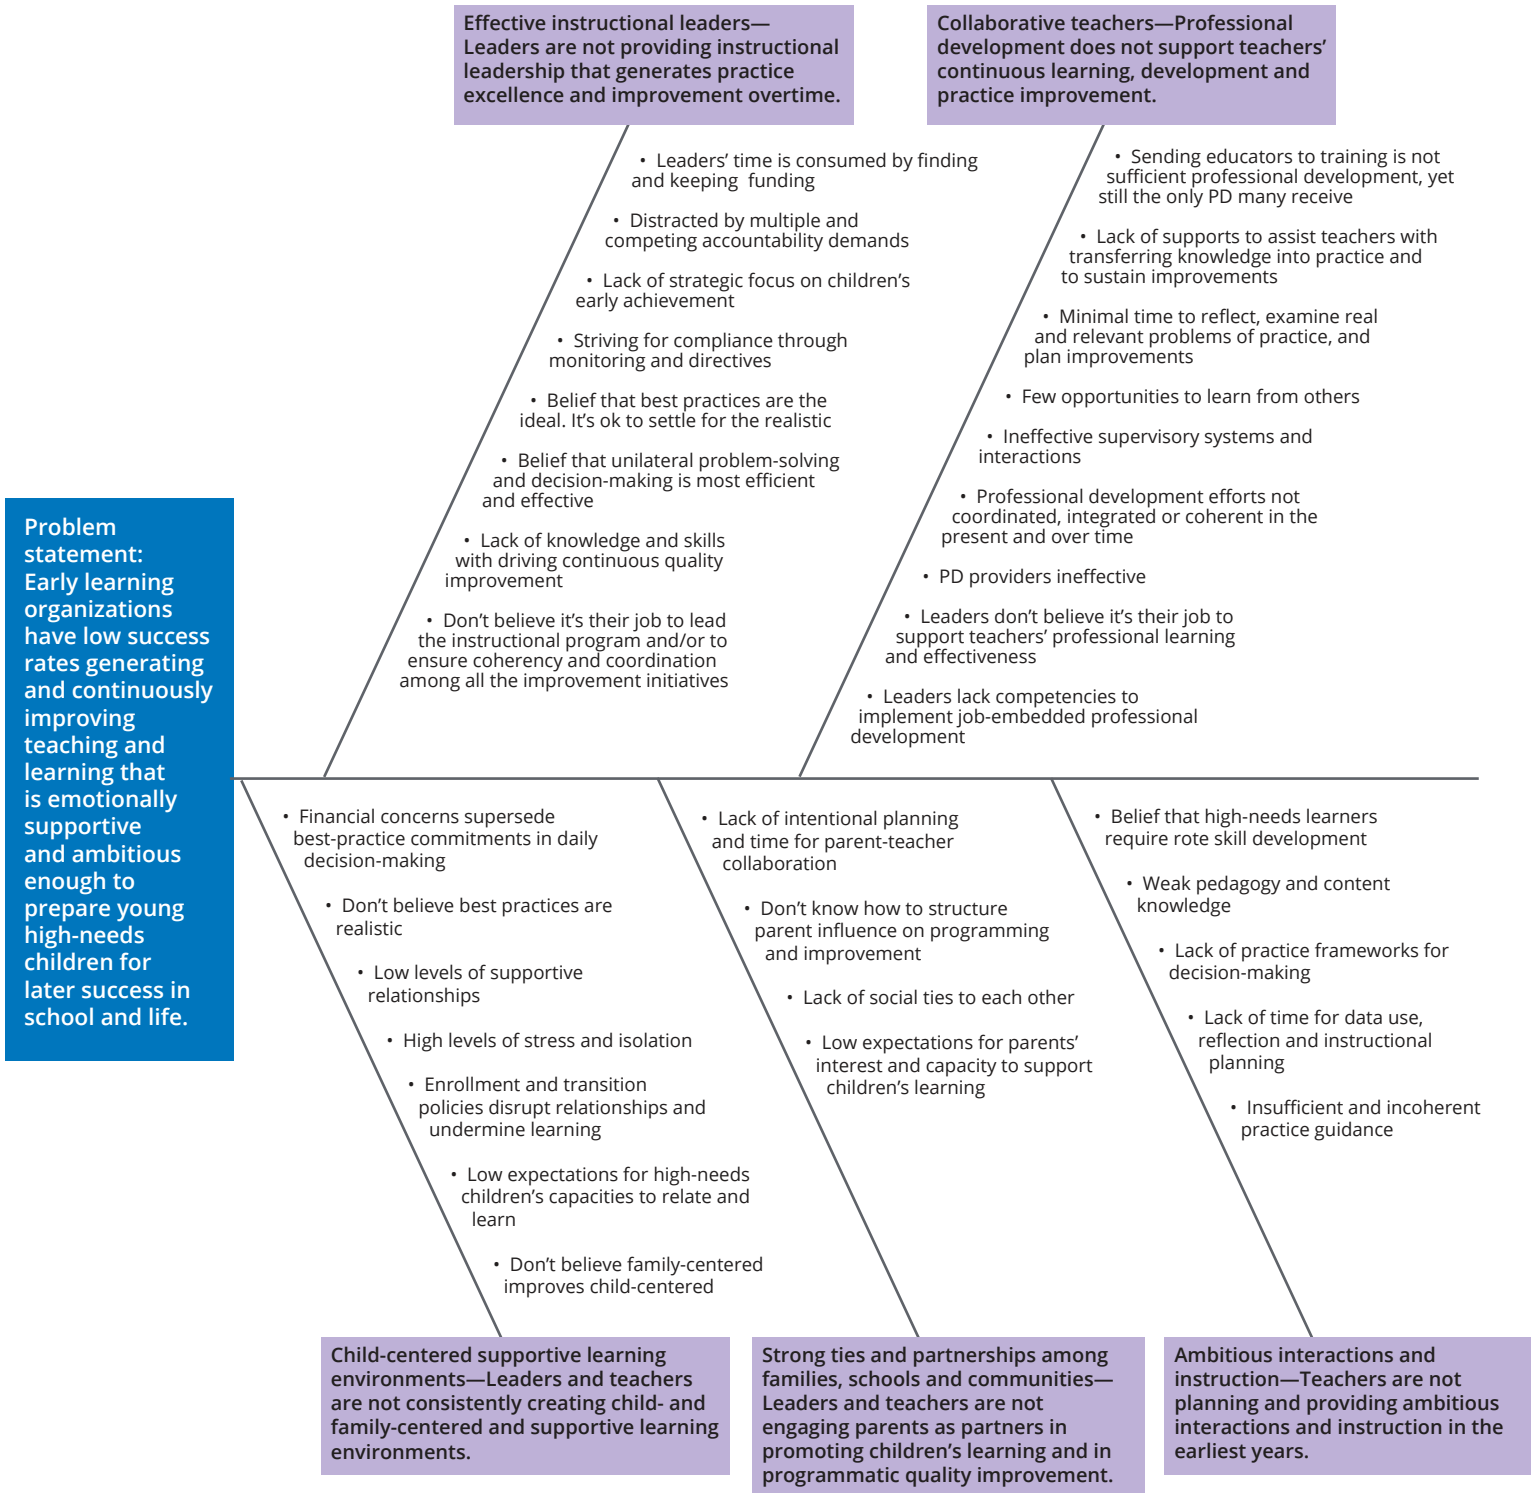 Effective instructional leaders—
Leaders are not providing instructional
leadership that generates practice
excellence and improvement overtime.
• Leaders’ time is consumed by finding
and keeping funding
• Distracted by multiple and
competing accountability demands
• Lack of strategic focus on children’s
early achievement
• Striving for compliance through
monitoring and directives
• Belief that best practices are the
ideal. It’s ok to settle for the realistic
• Belief that unilateral problem-solving
and decision-making is most efficient
and effective
• Lack of knowledge and skills
with driving continuous quality
improvement
• Don’t believe it’s their job to lead
the instructional program and/or to
ensure coherency and coordination
among all the improvement initiatives
Collaborative teachers—Professional
development does not support teachers’
continuous learning, development and
practice improvement.
• Sending educators to training is not
sufficient professional development, yet
still the only PD many receive
• Lack of supports to assist teachers with
transferring knowledge into practice and
to sustain improvements
• Minimal time to reflect, examine real
and relevant problems of practice, and
plan improvements
• Few opportunities to learn from others
• Ineffective supervisory systems and
interactions
• Professional development efforts not
coordinated, integrated or coherent in the
present and over time
• PD providers ineffective
• Leaders don’t believe it’s their job to
support teachers’ professional learning
and effectiveness
• Leaders lack competencies to
implement job-embedded professional
development
Problem
statement:
Early learning
organizations
have low success
rates generating
and continuously
improving
teaching and
learning that
is emotionally
supportive
and ambitious
enough to
prepare young
high-needs
children for
later success in
school and life.
• Financial concerns supersede
best-practice commitments in daily
decision-making
• Don’t believe best practices are
realistic
• Low levels of supportive
relationships
• High levels of stress and isolation
• Enrollment and transition
policies disrupt relationships and
undermine learning
• Low expectations for high-needs
children’s capacities to relate and
learn
• Don’t believe family-centered
improves child-centered
Child-centered supportive learning
environments—Leaders and teachers
are not consistently creating child- and
family-centered and supportive learning
environments.
• Lack of intentional planning
and time for parent-teacher
collaboration
• Don’t know how to structure
parent influence on programming
and improvement
• Lack of social ties to each other
• Low expectations for parents’
interest and capacity to support
children’s learning
Strong ties and partnerships among
families, schools and communities—
Leaders and teachers are not
engaging parents as partners in
promoting children’s learning and in
programmatic quality improvement.
• Belief that high-needs learners
require rote skill development
• Weak pedagogy and content
knowledge
• Lack of practice frameworks for
decision-making
• Lack of time for data use,
reflection and instructional
planning
• Insufficient and incoherent
practice guidance
Ambitious interactions and
instruction—Teachers are not
planning and providing ambitious
interactions and instruction in the
earliest years.